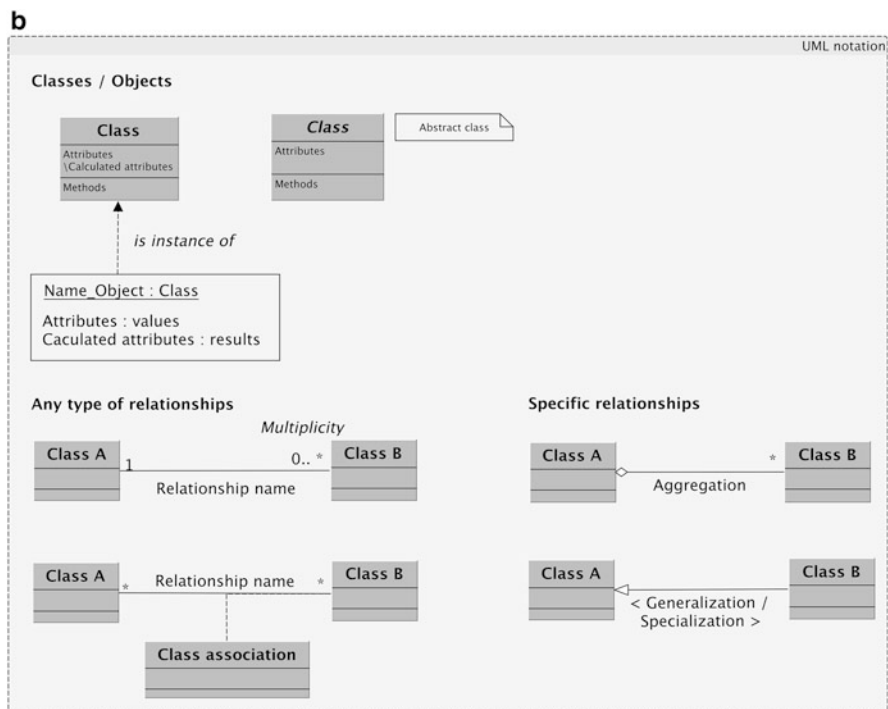 b
UML notation
Classes / Objects
Class
Attributes
\Calculated attributes
Methods
Class
Attributes
Methods
Abstract class
is instance of
Name_Object : Class
Attributes : values
Caculated attributes : results
Any type of relationships
Multiplicity
Class A
1
0.. *
Class B
Relationship name
Class A
*
Relationship name
*
Class B
Class association
Specific relationships
Class A
*
Class B
Aggregation
Class A
Class B
< Generalization /
Specialization >